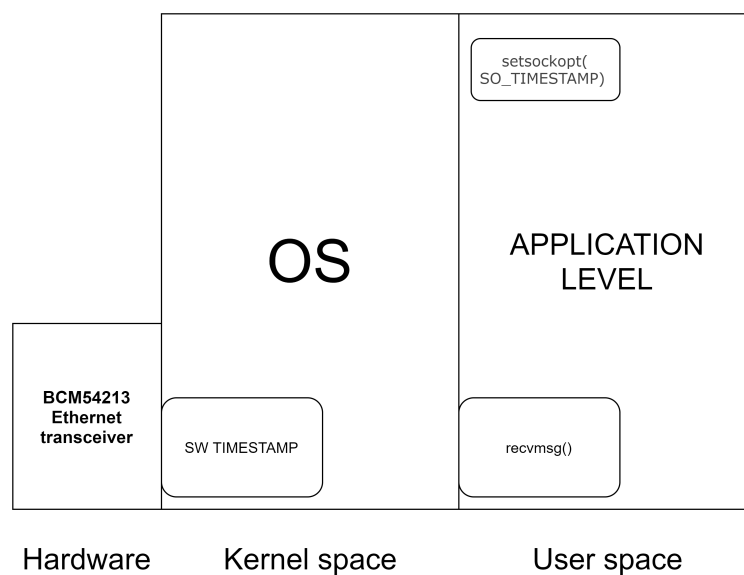 setsockopt(
SO_TIMESTAMP)
OS
APPLICATION
LEVEL
BCM54213
Ethernet
transceiver
SW TIMESTAMP
recvmsg()
Hardware
Kernel space
User space